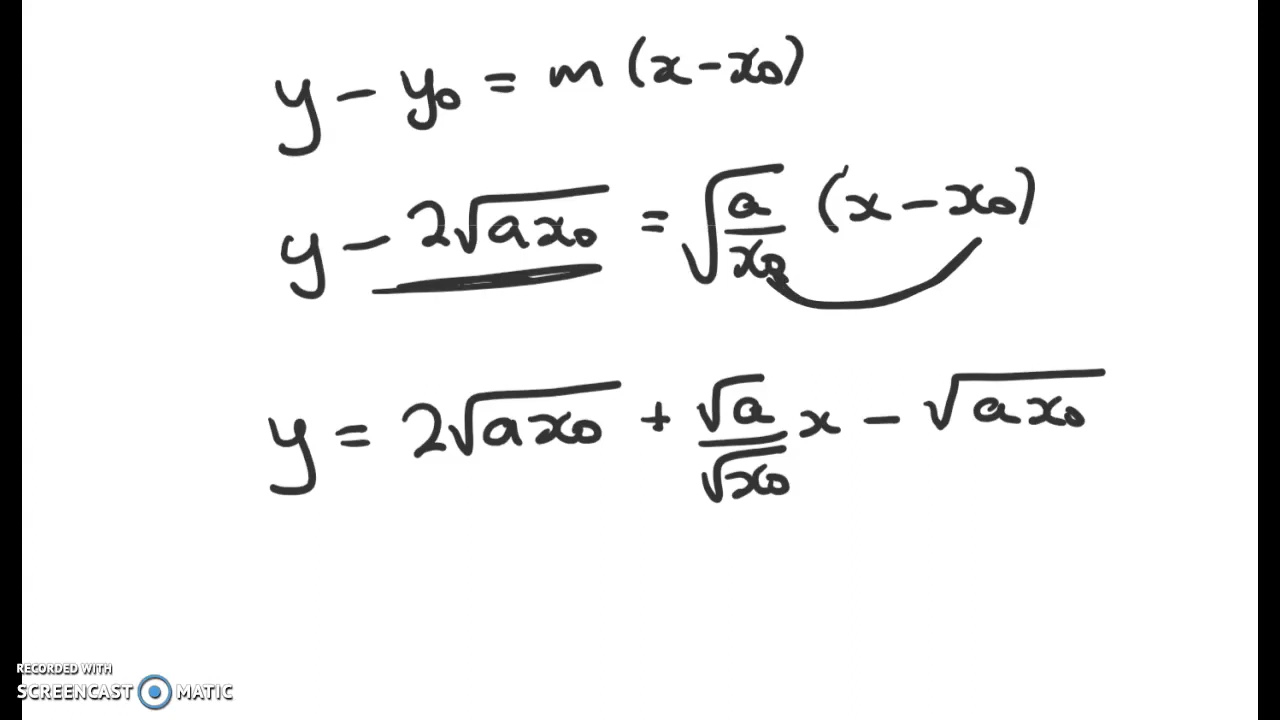 y - y₀ = m (x - x₀)
y - 2√(ax₀) = √(a/x₀) (x - x₀)
y = 2√(ax₀) + √a/√x₀ x - √(ax₀)
RECORDED WITH
SCREENCAST MATIC